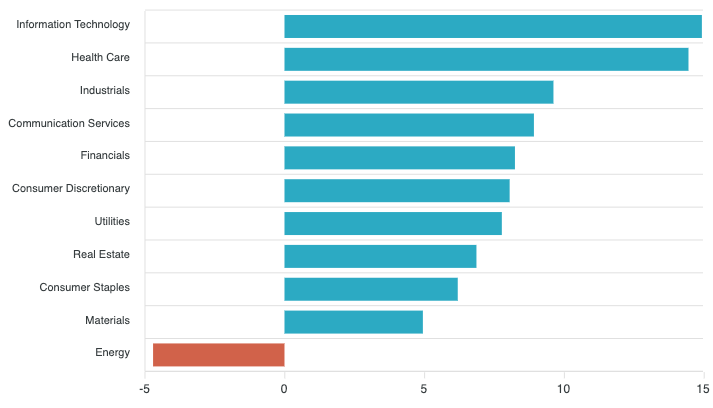 Information Technology
Health Care
Industrials
Communication Services
Financials
Consumer Discretionary
Utilities
Real Estate
Consumer Staples
Materials
Energy
-5 0 5 10 15